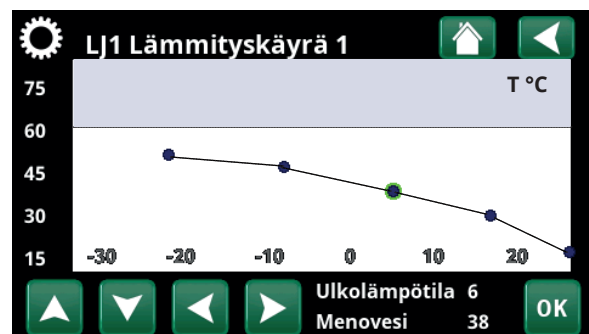 LJ1 Lämmityskäyrä 1
T °C
75
60
45
30
15
-30 -20 -10 0 10 20
Ulkolämpötila 6
Menovesi 38
OK